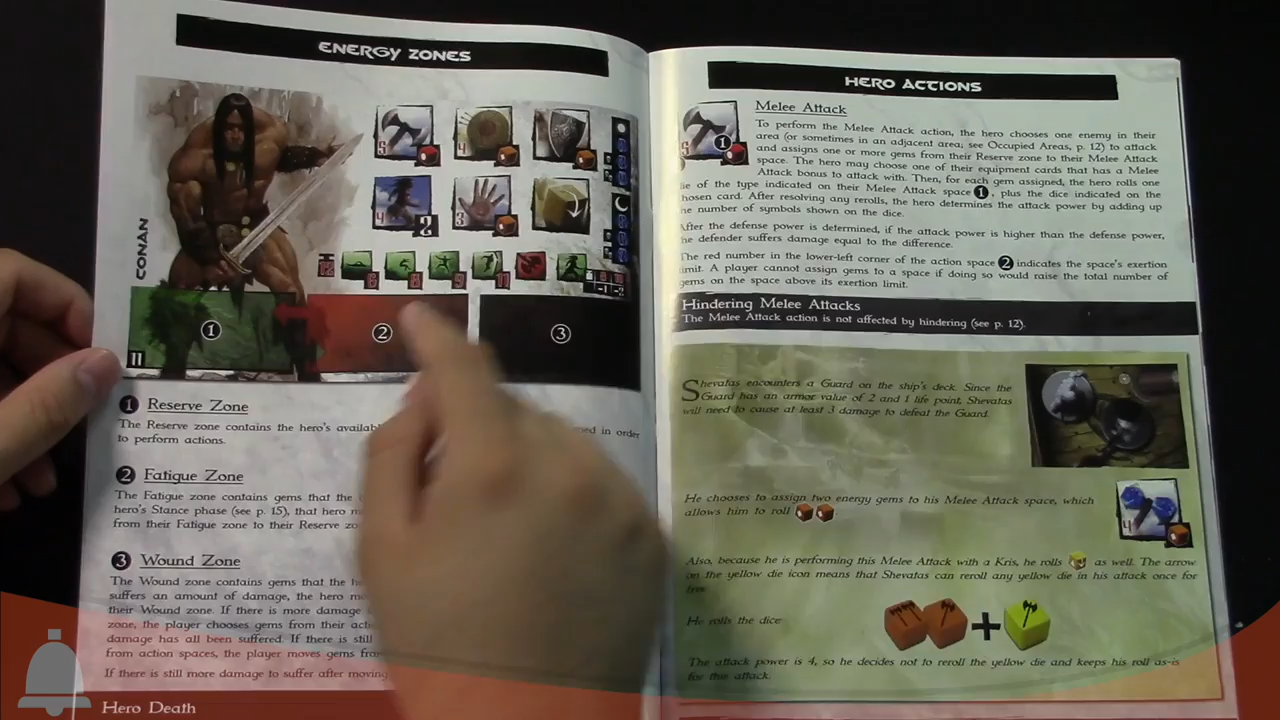 ENERGY ZONES
CONAN
5
4
4
2
3
12
6
8
9
11
-1 -2
1
2
3
11
1 Reserve Zone
The Reserve zone contains the hero's in order
to perform actions.
2 Fatigue Zone
The Fatigue zone contains gems that the
hero's Stance phase (see p. 15), that hero
from their Fatigue zone to their Reserve
3 Wound Zone
The Wound zone contains gems that the
suffers an amount of damage, the hero
their Wound zone. If there is more damage
zone, the player chooses gems from their
damage has all been suffered. If there is still
from action spaces, the player moves gems
If there is still more damage to suffer after moving
Hero Death
HERO ACTIONS
5
1
Melee Attack
To perform the Melee Attack action, the hero chooses one enemy in their
area (or sometimes in an adjacent area; see Occupied Areas, p. 12) to attack
and assigns one or more gems from their Reserve zone to their Melee Attack
space. The hero may choose one of their equipment cards that has a Melee
Attack bonus to attack with. Then, for each gem assigned, the hero rolls one
of the type indicated on their Melee Attack space 1, plus the dice indicated on the
card. After resolving any rerolls, the hero determines the attack power by adding up
number of symbols shown on the dice.
After the defense power is determined, if the attack power is higher than the defense power,
defender suffers damage equal to the difference.
The red number in the lower-left corner of the action space 2 indicates the space's exertion
limit. A player cannot assign gems to a space if doing so would raise the total number of
gems on the space above its exertion limit.
Hindering Melee Attacks
The Melee Attack action is not affected by hindering (see p. 12).
Shevatas encounters a Guard on the ship's deck. Since the
Guard has an armor value of 2 and 1 life point, Shevatas
will need to cause at least 3 damage to defeat the Guard.
He chooses to assign two energy gems to his Melee Attack space, which
allows him to roll
4
Also, because he is performing this Melee Attack with a Kris, he rolls as well. The arrow
on the yellow die icon means that Shevatas can reroll any yellow die in his attack once for
free.
He rolls the dice:
+
The attack power is 4, so he decides not to reroll the yellow die and keeps his roll as-is
for this attack.